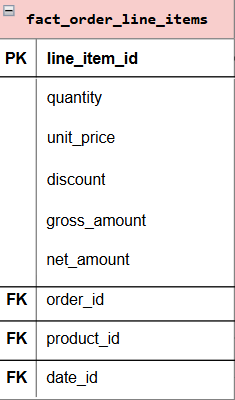 fact_order_line_items
PK line_item_id
quantity
unit_price
discount
gross_amount
net_amount
FK order_id
FK product_id
FK date_id